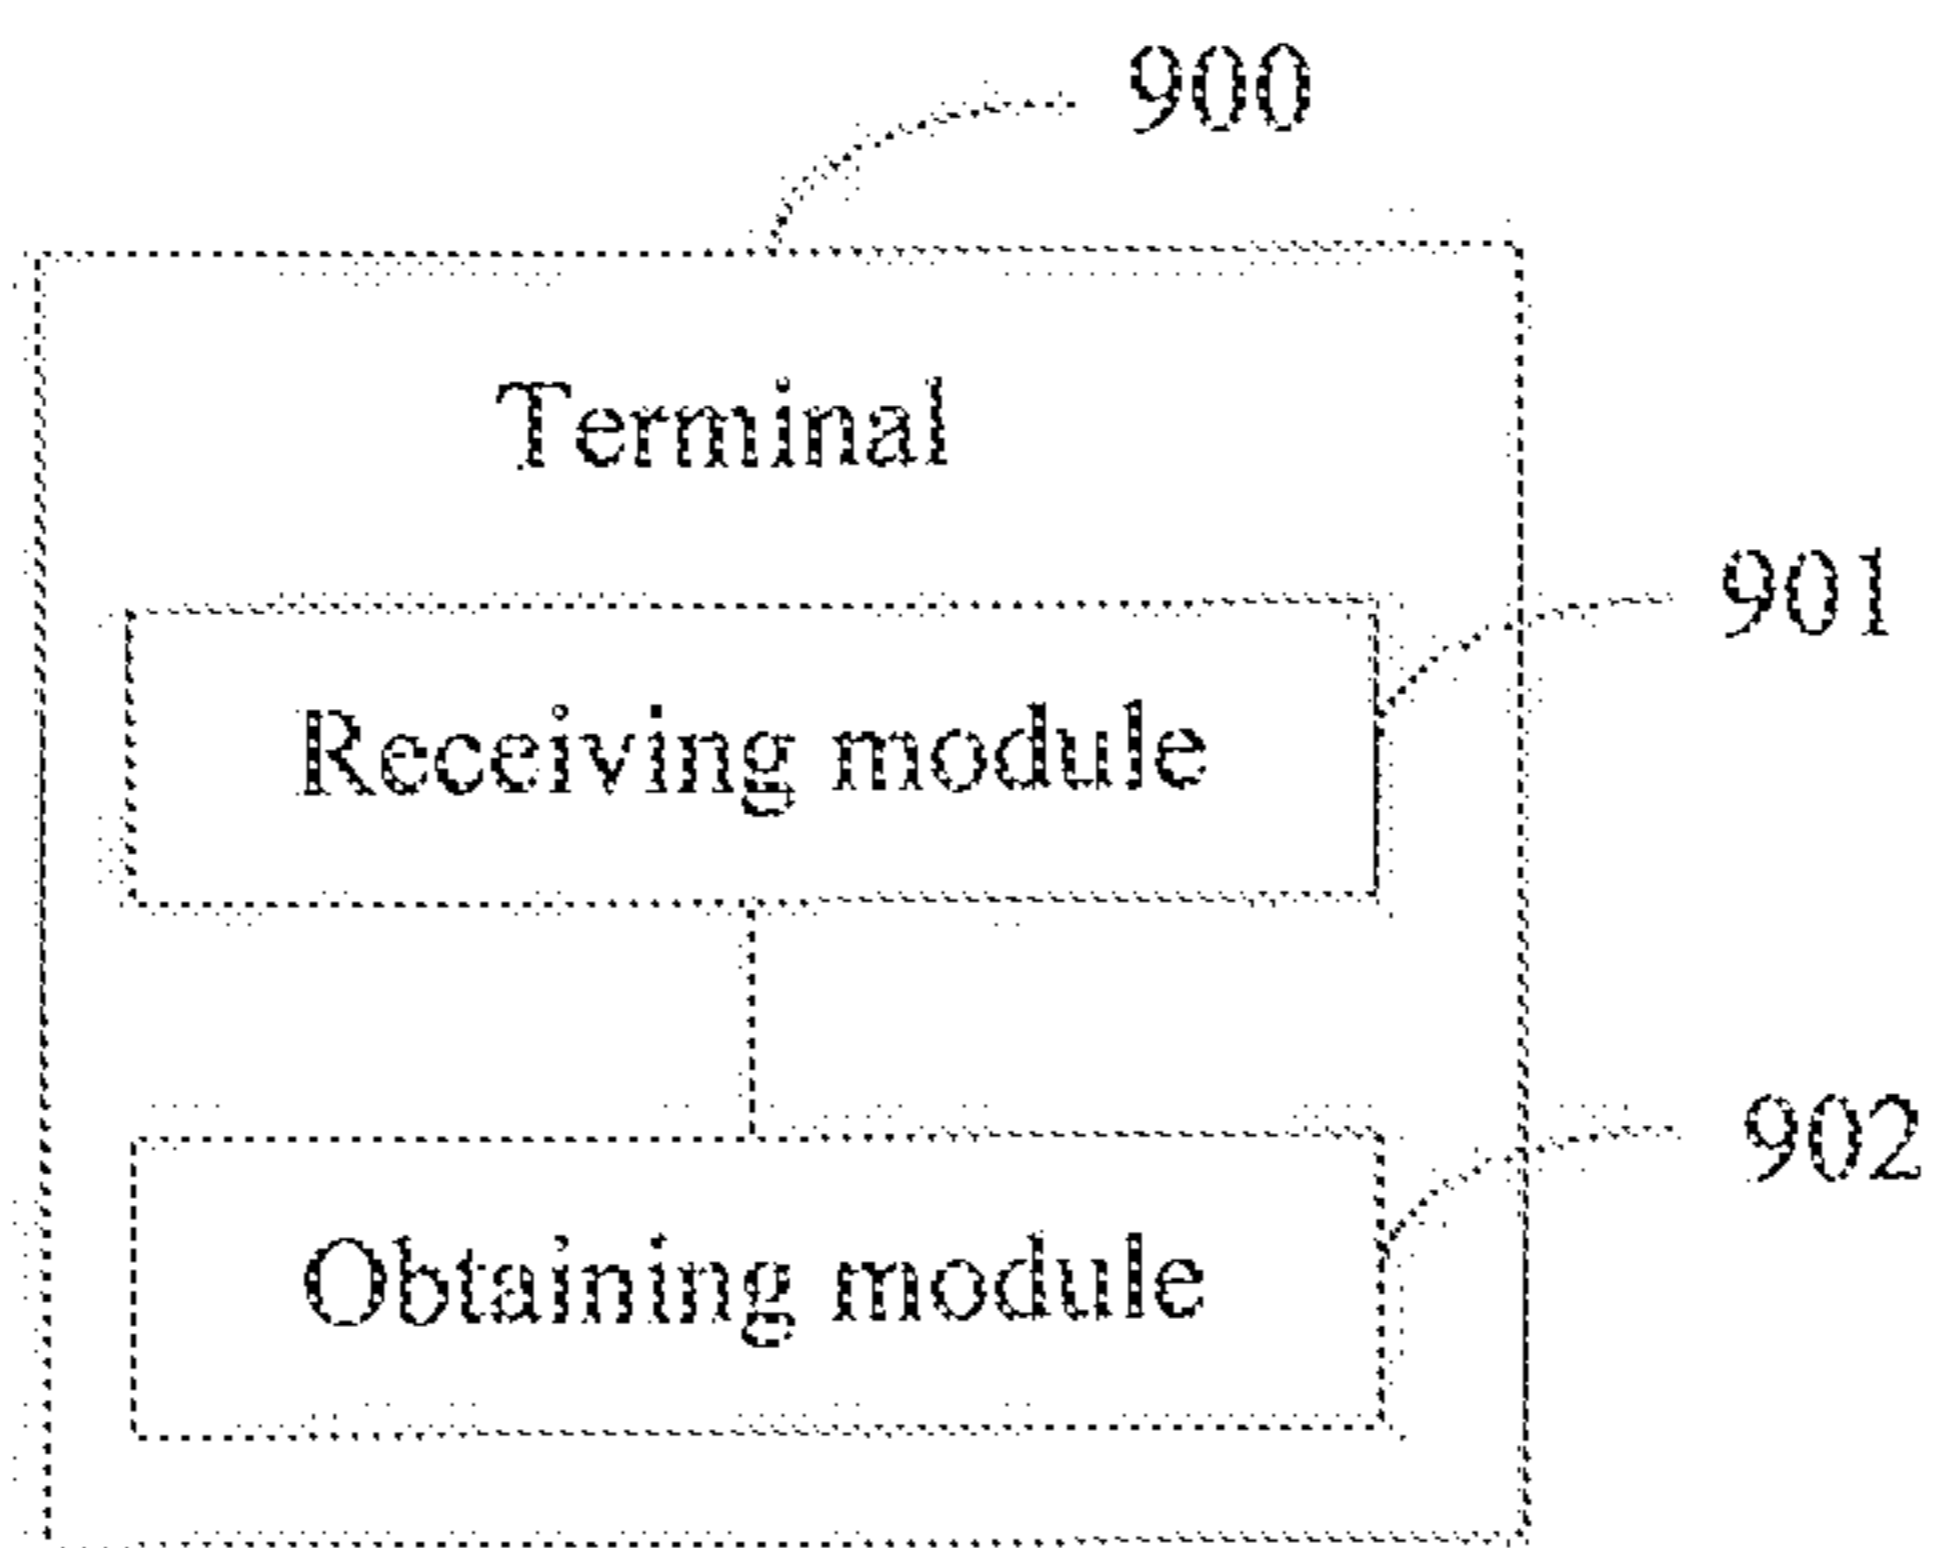 900
Terminal
901
Receiving module
902
Obtaining module